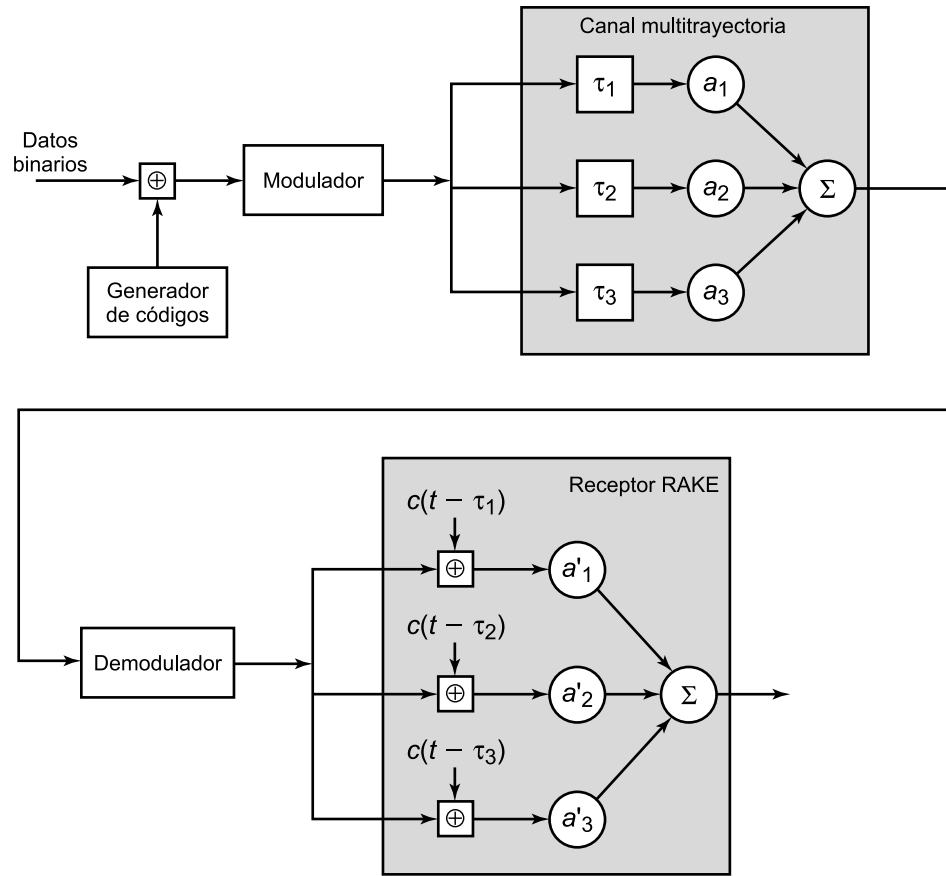 Canal multitrayectoria
τ1
a1
Datos
binarios
⊕
Modulador
τ2
a2
Σ
Generador
de códigos
τ3
a3
Receptor RAKE
c(t − τ1)
⊕
a'1
c(t − τ2)
Demodulador
⊕
a'2
Σ
c(t − τ3)
⊕
a'3